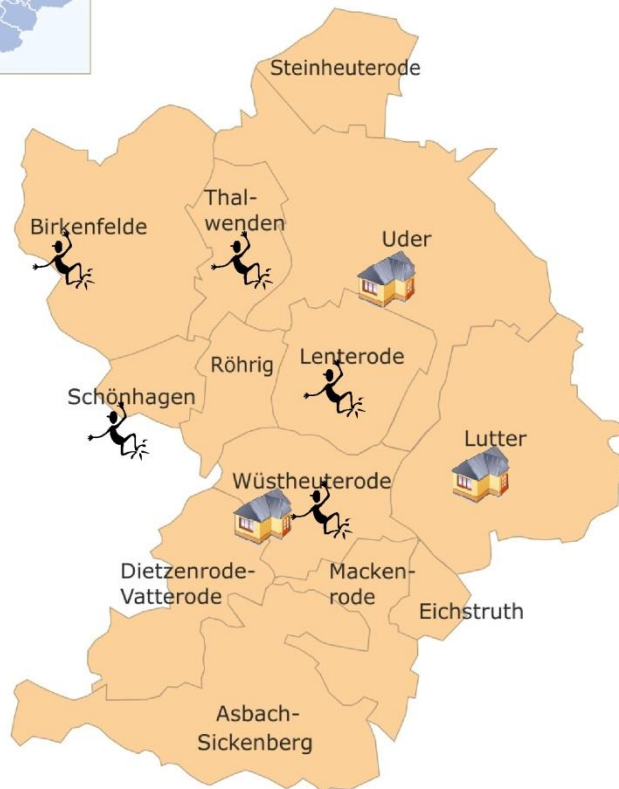 Steinheuterode
Thal-
wenden
Birkenfelde
Uder
Röhrig
Lenterode
Schönhagen
Lutter
Wüstheuterode
Dietzenrode-
Vatterode
Macken-
rode
Eichstruth
Asbach-
Sickenberg